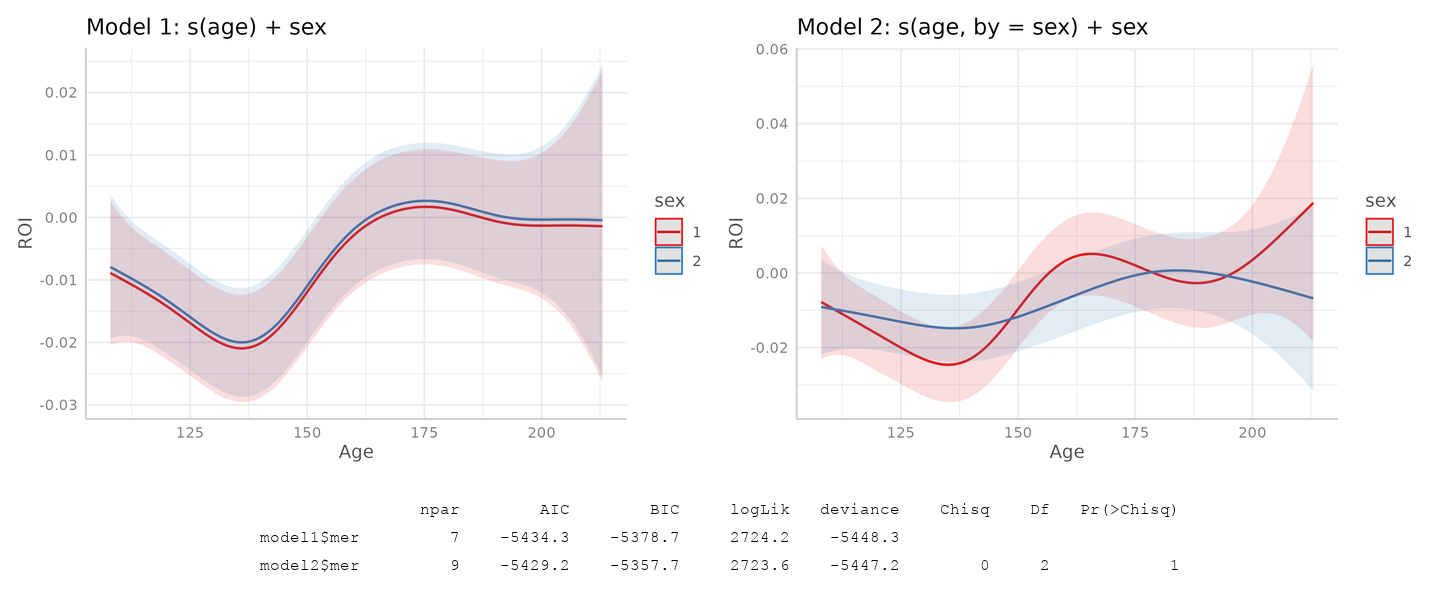 Model 1: s(age) + sex
0.02
0.01
0.00
-0.01
-0.02
-0.03
ROI
125 150 175 200
Age
sex
1
2
Model 2: s(age, by = sex) + sex
0.06
0.04
0.02
0.00
-0.02
ROI
125 150 175 200
Age
sex
1
2
npar AIC BIC logLik deviance Chisq Df Pr(>Chisq)
model1$mer 7 -5434.3 -5378.7 2724.2 -5448.3
model2$mer 9 -5429.2 -5357.7 2723.6 -5447.2 0 2 1